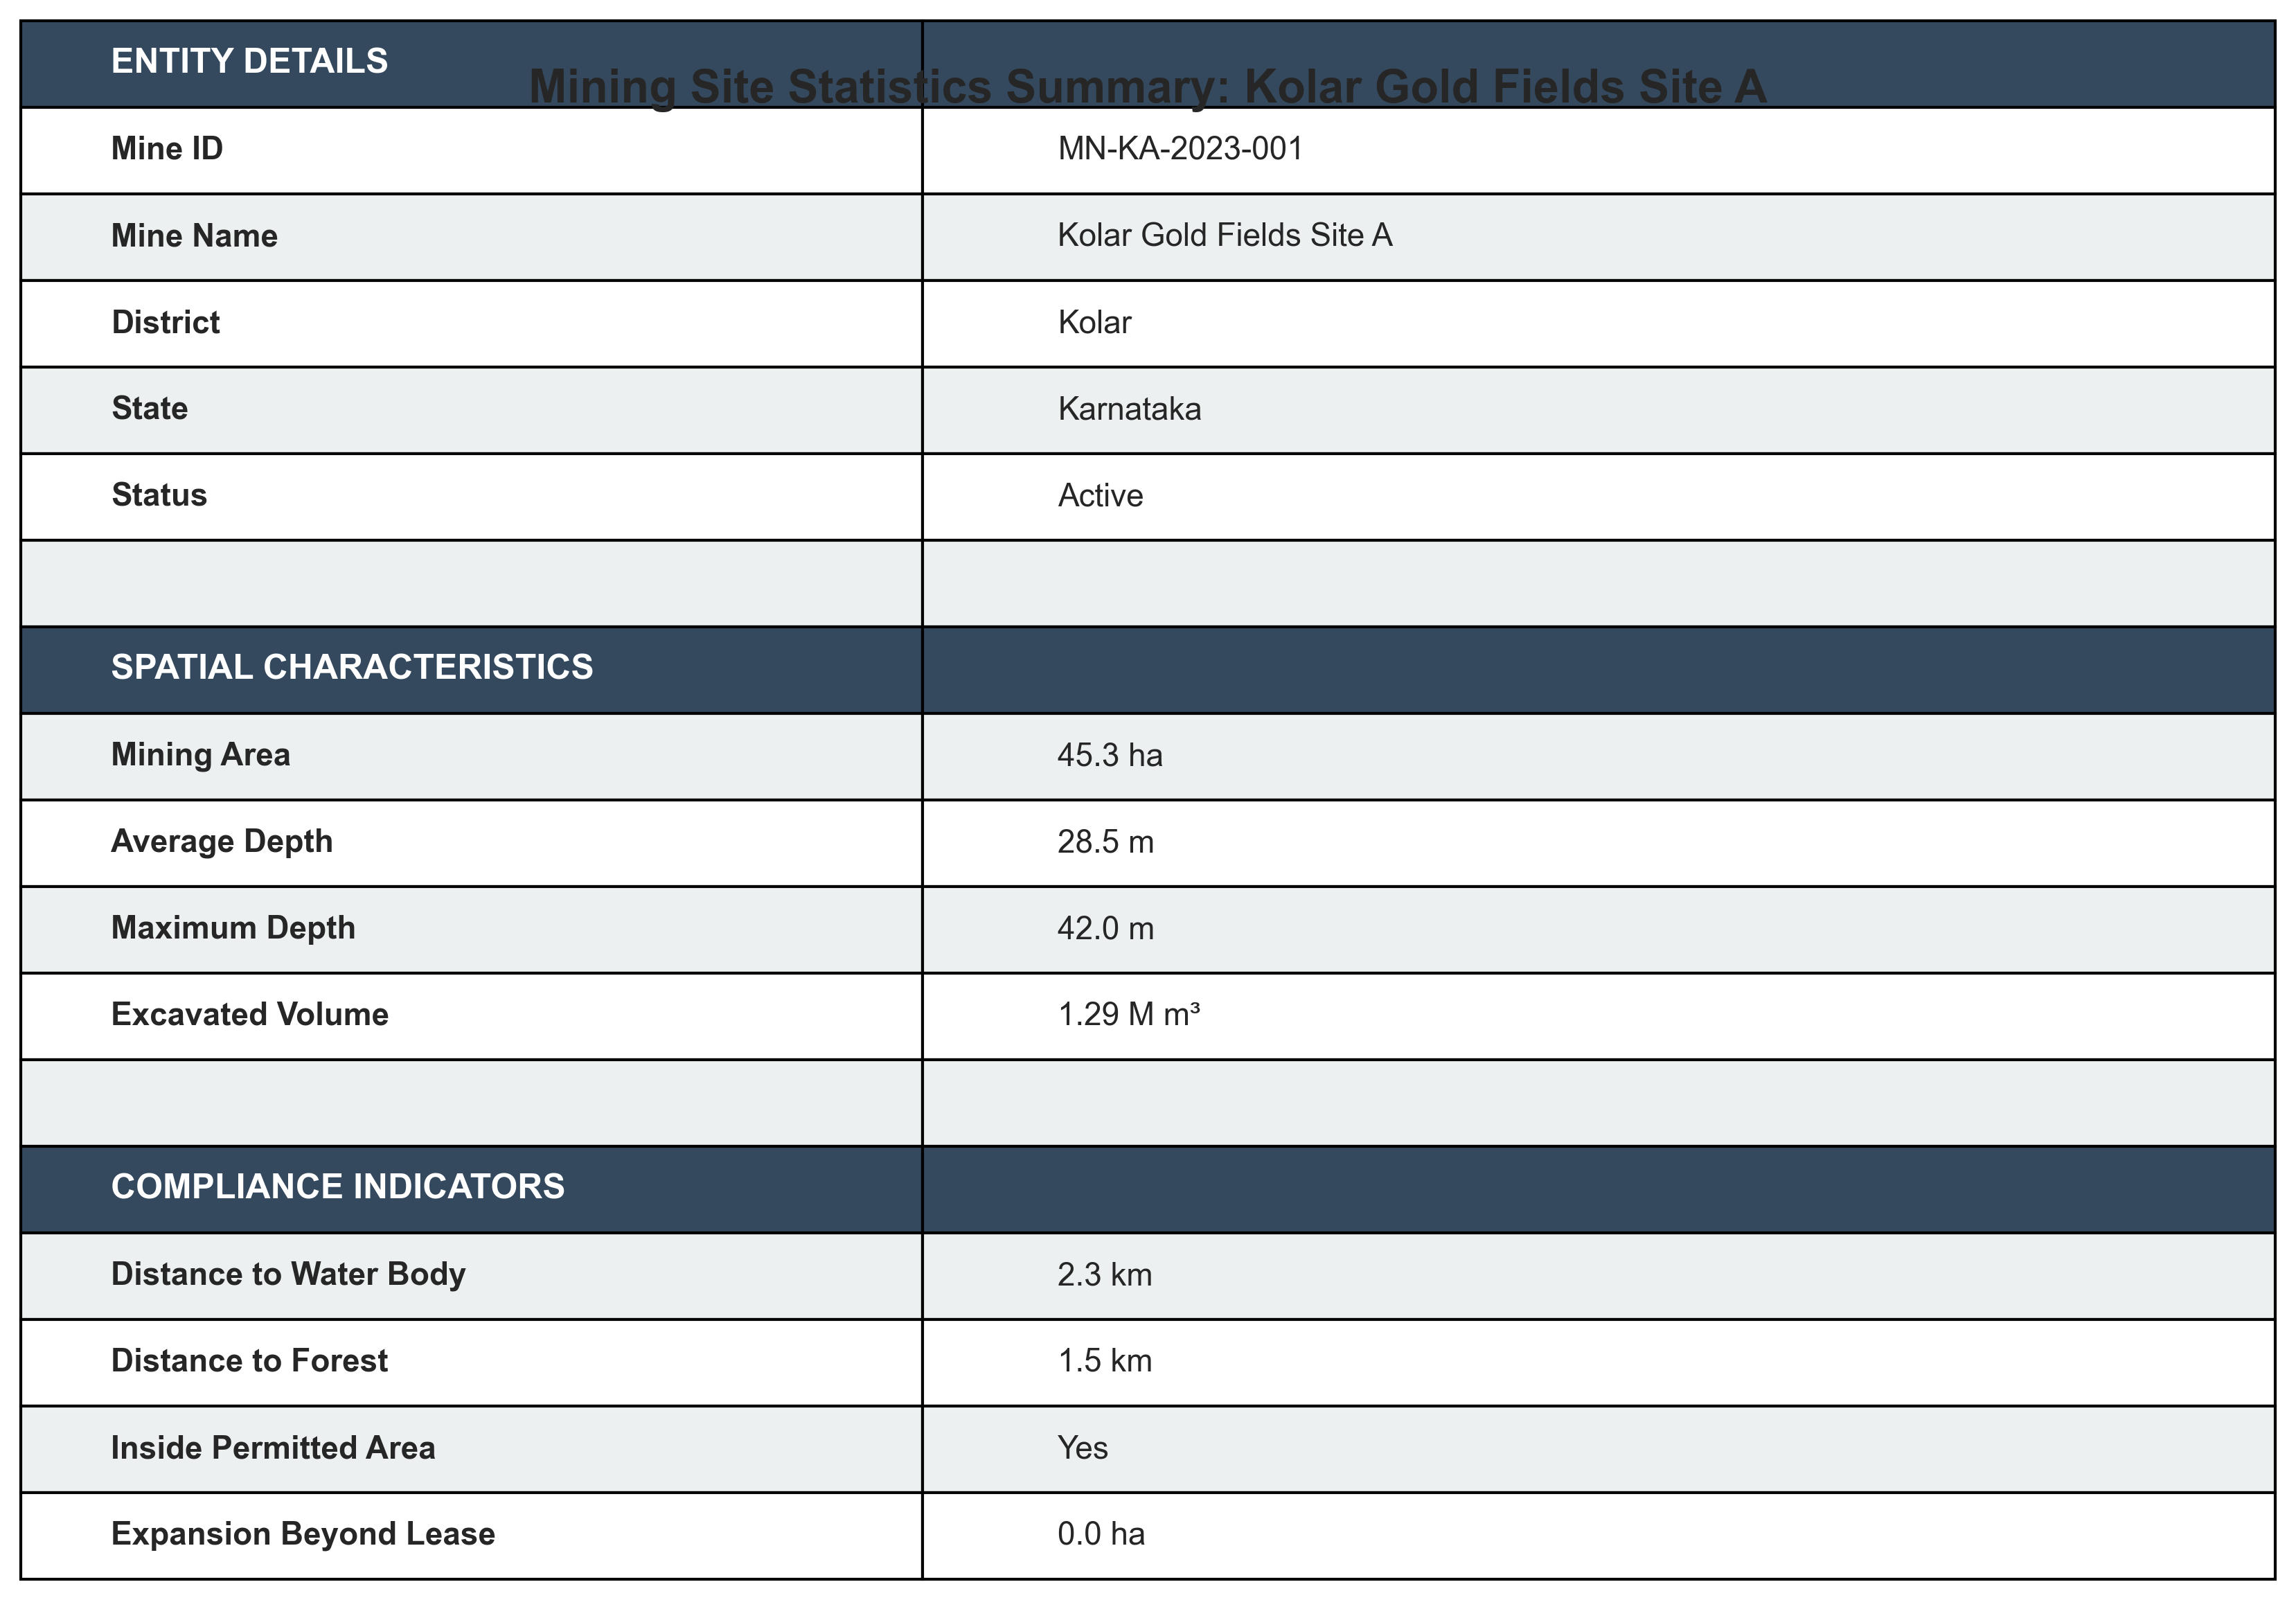 ENTITY DETAILS
Mining Site Statistics Summary: Kolar Gold Fields Site A
Mine ID MN-KA-2023-001
Mine Name Kolar Gold Fields Site A
District Kolar
State Karnataka
Status Active
SPATIAL CHARACTERISTICS
Mining Area 45.3 ha
Average Depth 28.5 m
Maximum Depth 42.0 m
Excavated Volume 1.29 M m³
COMPLIANCE INDICATORS
Distance to Water Body 2.3 km
Distance to Forest 1.5 km
Inside Permitted Area Yes
Expansion Beyond Lease 0.0 ha